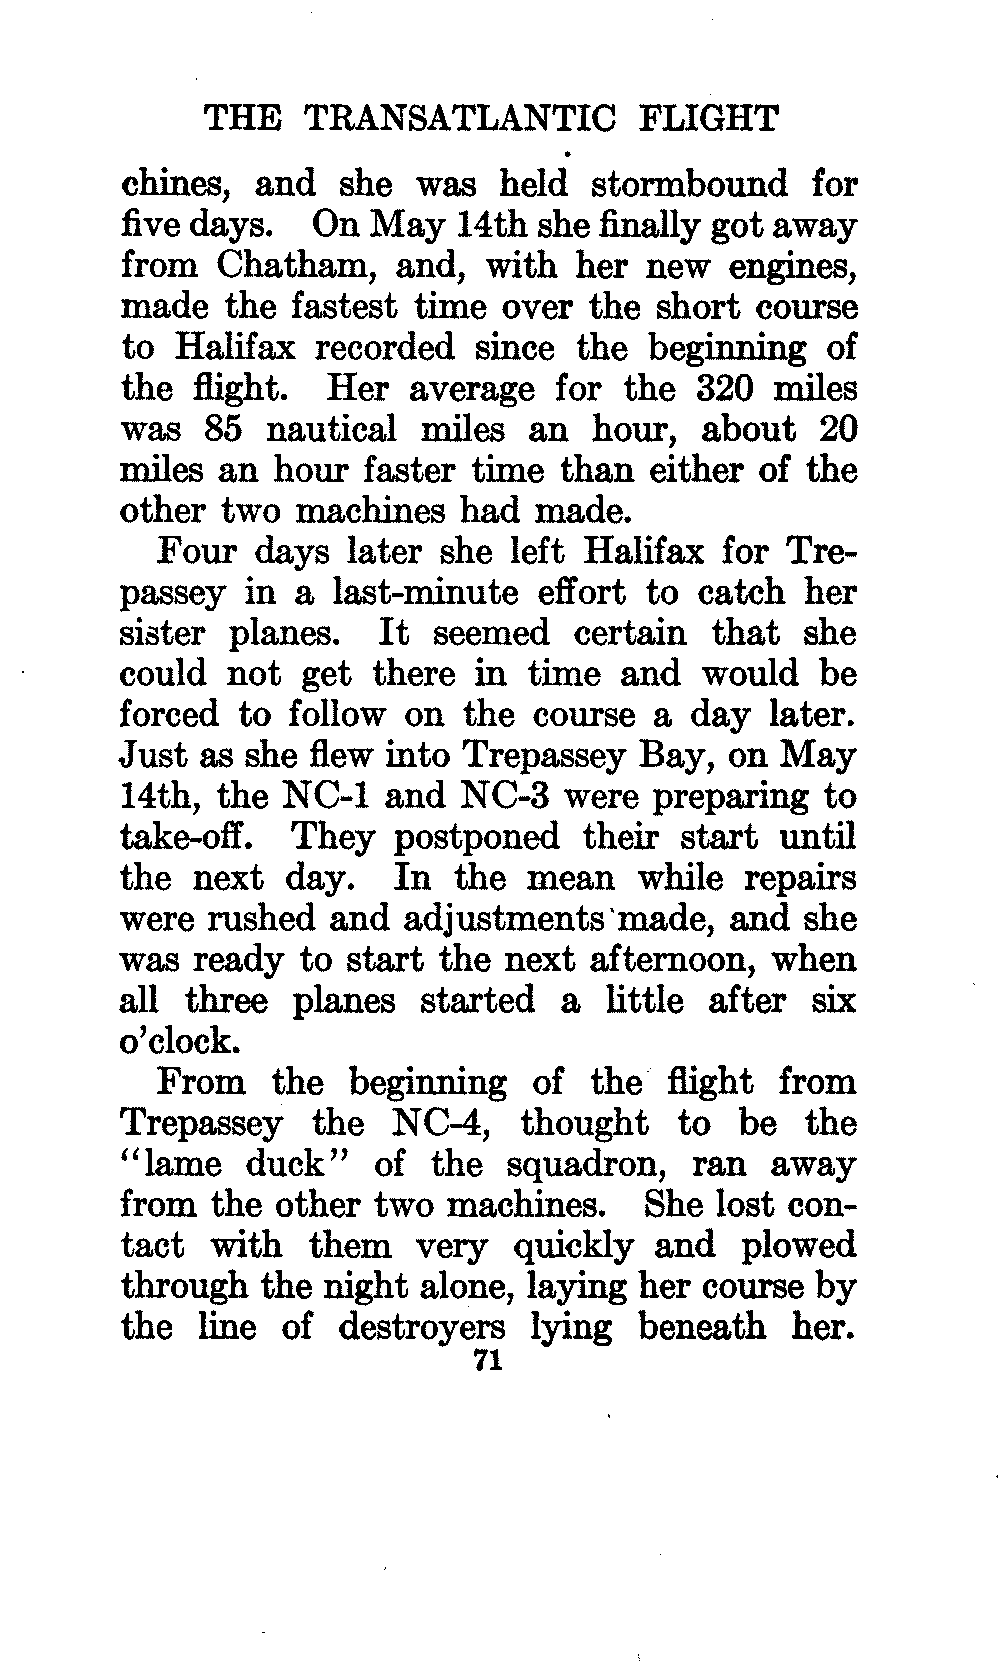 THE TRANSATLANTIC FLIGHT
chines, and she was held stormbound for
five days. On May 14th she finally got away
from Chatham, and, with her new engines,
made the fastest time over the short course
to Halifax recorded since the beginning of
the flight. Her average for the 320 miles
was 85 nautical miles an hour, about 20
miles an hour faster time than either of the
other two machines had made.
Four days later she left Halifax for Tre-
passey in a last-minute effort to catch her
sister planes. It seemed certain that she
could not get there in time and would be
forced to follow on the course a day later.
Just as she flew into Trepassey Bay, on May
14th, the NC-1 and NC-3 were preparing to
take-off. They postponed their start until
the next day. In the mean while repairs
were rushed and adjustments made, and she
was ready to start the next afternoon, when
all three planes started a little after six
o'clock.
From the beginning of the flight from
Trepassey the NC-4, thought to be the
"lame duck" of the squadron, ran away
from the other two machines. She lost con-
tact with them very quickly and plowed
through the night alone, laying her course by
the line of destroyers lying beneath her.
71